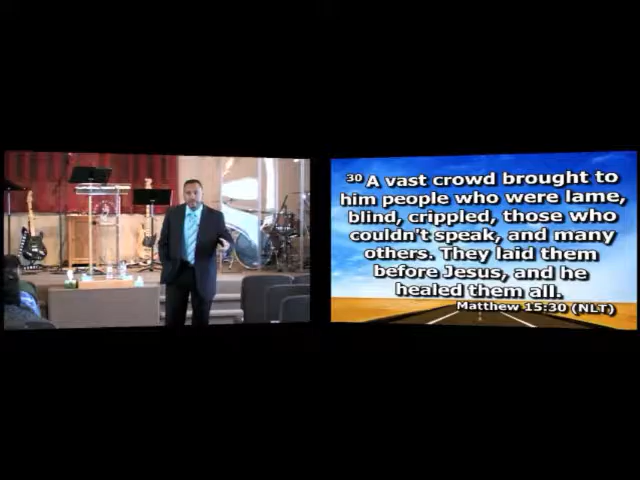 30 A vast crowd brought to
him people who were lame,
blind, crippled, those who
couldn't speak, and many
others. They laid them
before Jesus, and he
healed them all.
Matthew 15:30 (NLT)